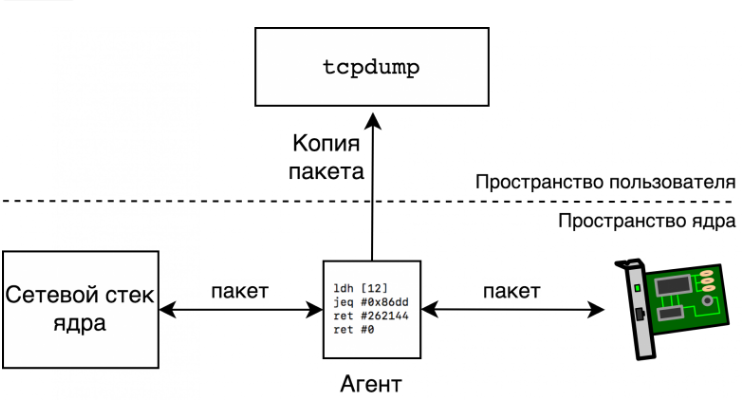 tcpdump
Копия
пакета
Пространство пользователя
Пространство ядра
Сетевой стек
ядра
пакет
ldh [12]
jeq #0x86dd
ret #262144
ret #0
пакет
Агент